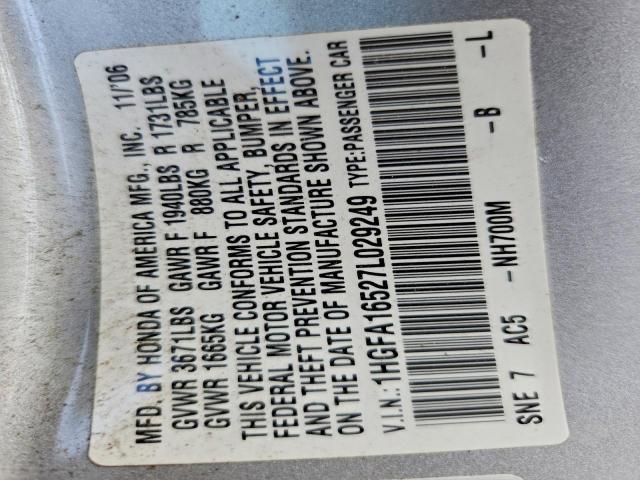 MFD. BY HONDA OF AMERICA MFG., INC. 11/'06
GVWR 3671LBS GAWR F 1940LBS R 1731LBS
GVWR 1665KG GAWR F 880KG R 785KG
THIS VEHICLE CONFORMS TO ALL APPLICABLE
FEDERAL MOTOR VEHICLE SAFETY, BUMPER,
AND THEFT PREVENTION STANDARDS IN EFFECT
ON THE DATE OF MANUFACTURE SHOWN ABOVE.
V.I.N.: 1HGFA16527L029249 TYPE:PASSENGER CAR
SNE 7 AC5 -NH700M -B -L